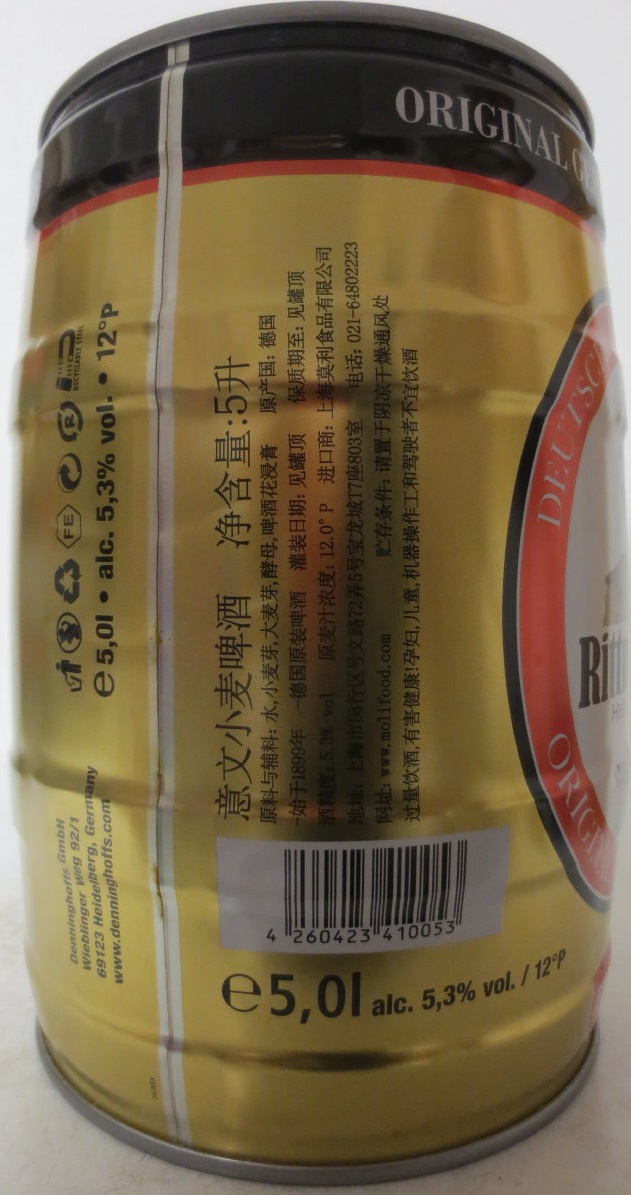 ORIGINAL
DEUTSC
Ritt
ORIGI
意文小麦啤酒 净含量:5升
原料与辅料: 水,小麦芽,大麦芽,酵母,啤酒花浸膏 原产国: 德国
-始于1899年 -德国原装啤酒 灌装日期: 见罐顶 保质期至: 见罐顶
酒精度: 5.3% vol 原麦汁浓度: 12.0° P 进口商: 上海莫利食品有限公司
地址: 上海市闵行区号文路72弄5号宝龙城T7座803室 电话: 021-64802223
网址: www.molifood.com 贮存条件: 请置于阴凉干燥通风处
过量饮酒,有害健康!孕妇,儿童,机器操作工和驾驶者不宜饮酒
4 260423 410053
e 5,0l alc. 5,3% vol. / 12°P
FE
RECYCLABLE STEEL
e 5,0l • alc. 5,3% vol. • 12°P
Denninghoffs GmbH
Wieblinger Weg 92/1
69123 Heidelberg, Germany
www.denninghoffs.com